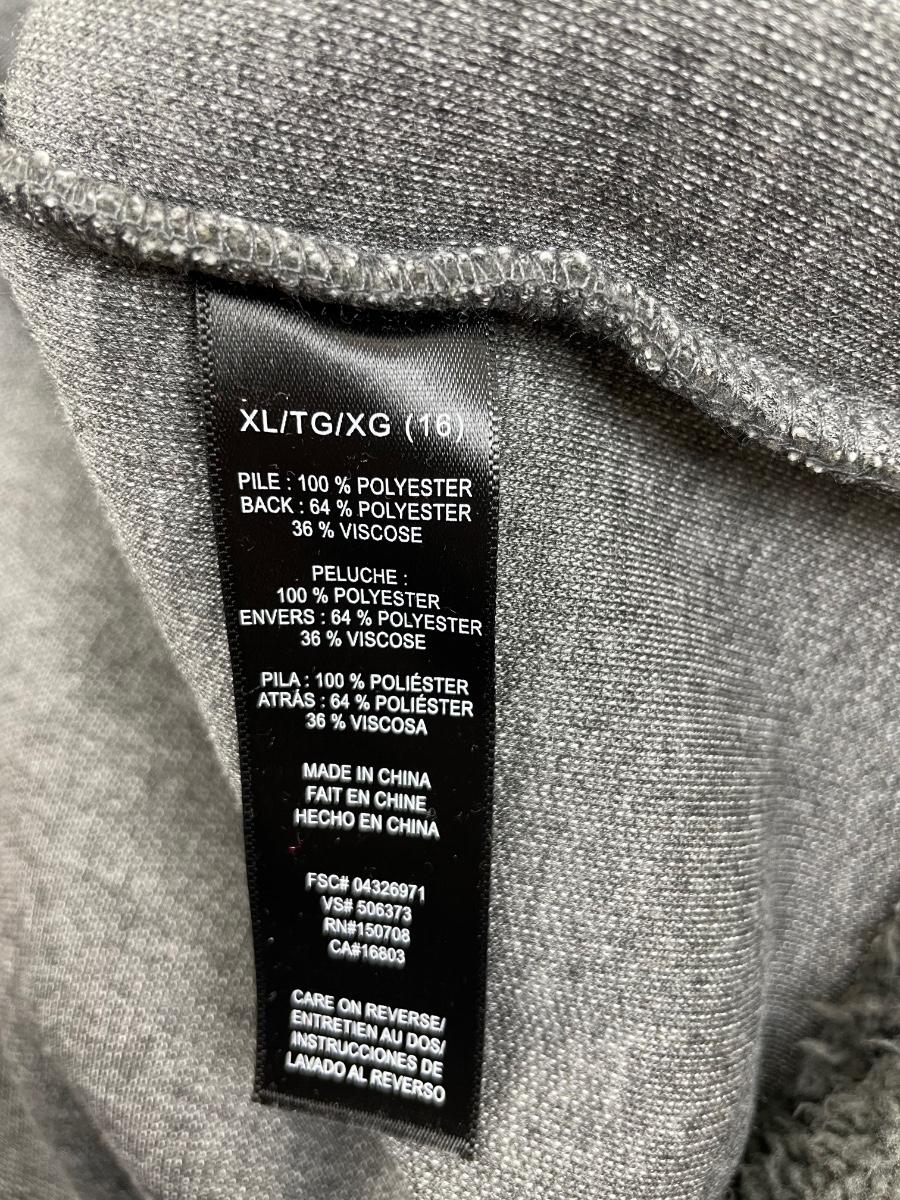 XL/TG/XG (16)
PILE : 100 % POLYESTER
BACK : 64 % POLYESTER
36 % VISCOSE
PELUCHE :
100 % POLYESTER
ENVERS : 64 % POLYESTER
36 % VISCOSE
PILA : 100 % POLIÉSTER
ATRÁS : 64 % POLIÉSTER
36 % VISCOSA
MADE IN CHINA
FAIT EN CHINE
HECHO EN CHINA
FSC# 04326971
VS# 506373
RN#150708
CA#16803
CARE ON REVERSE/
ENTRETIEN AU DOS/
INSTRUCCIONES DE
LAVADO AL REVERSO